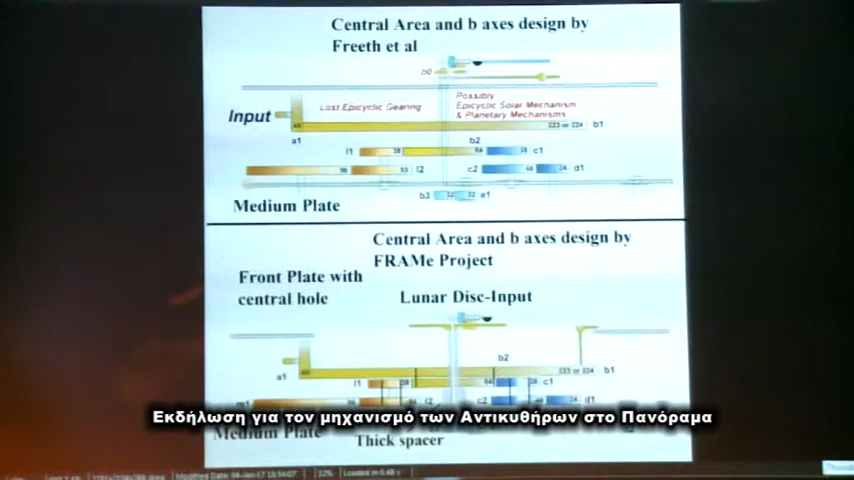 Central Area and b axes design by
Freeth et al
b0
Possibly
Lost Epicyclic Gearing Epicyclic Solar Mechanism
& Planetary Mechanisms
Input
223 or 224 b1
a1 b2
l1 38 64 38 c1
96 53 l2 c2 48 24 d1
b3 32 32 e1
Medium Plate
Central Area and b axes design by
FRAMe Project
Front Plate with
central hole
Lunar Disc-Input
b2
a1 223 or 224 b1
l1 38 64 38 c1
l2 c2 d1
Εκδήλωση για τον μηχανισμό των Αντικυθήρων στο Πανόραμα
Medium Plate
Thick spacer